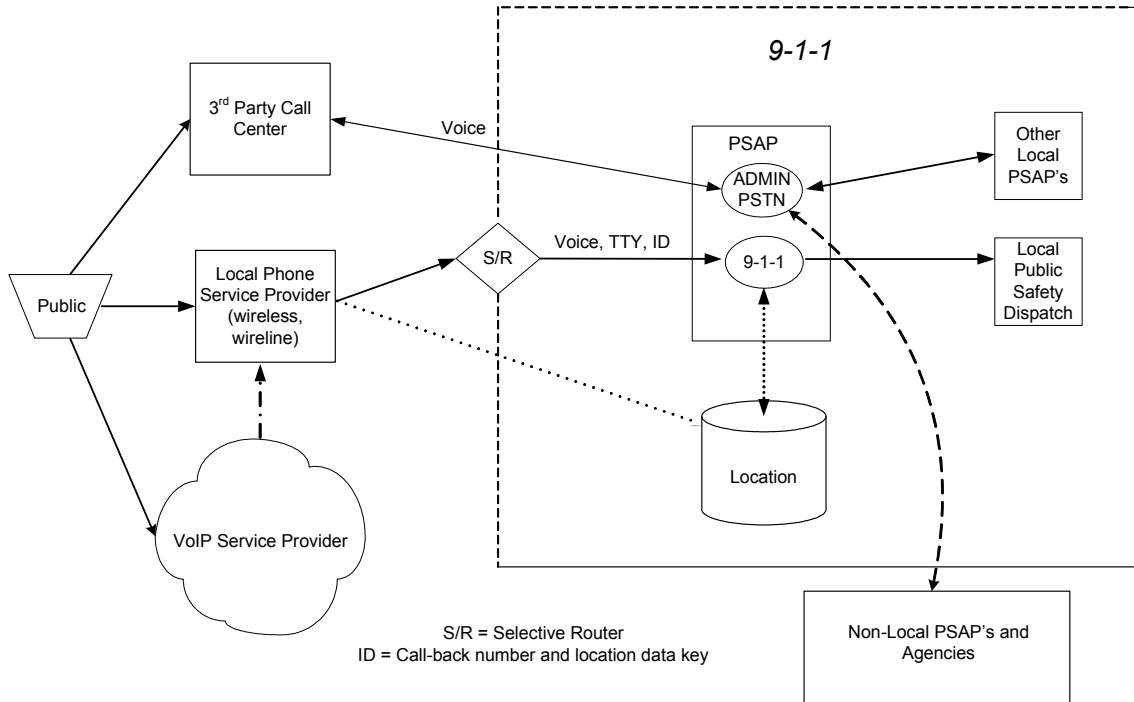 9-1-1
3rd Party Call
Center
Voice
PSAP
ADMIN
PSTN
Other
Local
PSAP's
Public
Local Phone
Service Provider
(wireless,
wireline)
S/R
Voice, TTY, ID
9-1-1
Local
Public
Safety
Dispatch
Location
VoIP Service Provider
S/R = Selective Router
ID = Call-back number and location data key
Non-Local PSAP's and
Agencies